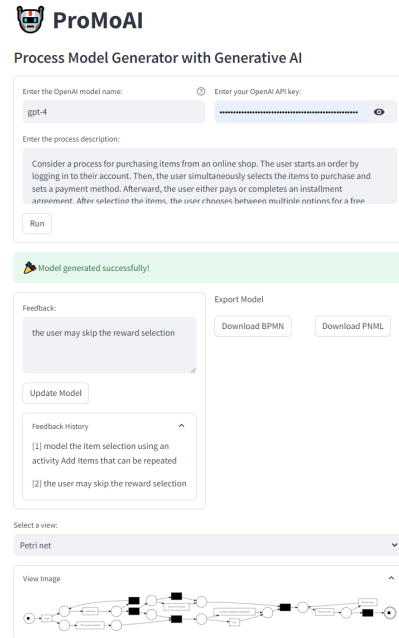 ProMoAI
Process Model Generator with Generative AI
Enter the OpenAI model name:
Enter your OpenAI API key:
gpt-4
Enter the process description:
Consider a process for purchasing items from an online shop. The user starts an order by
logging in to their account. Then, the user simultaneously selects the items to purchase and
sets a payment method. Afterward, the user either pays or completes an installment
agreement. After selecting the items, the user chooses between multiple options for a free
Run
Model generated successfully!
Feedback:
the user may skip the reward selection
Update Model
Feedback History
[1] model the item selection using an
activity Add Items that can be repeated
[2] the user may skip the reward selection
Export Model
Download BPMN
Download PNML
Select a view:
Petri net
View Image